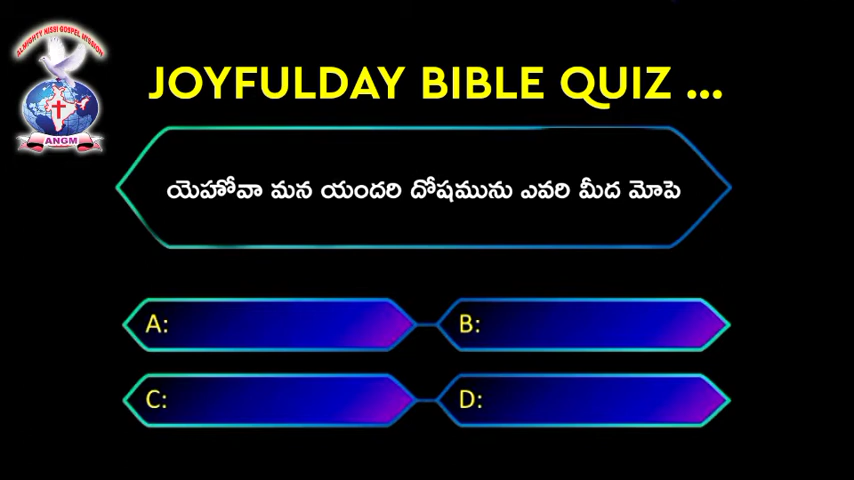 ALMIGHTY NISSI GOSPEL MISSION
ANGM
JOYFULDAY BIBLE QUIZ ...
యెహోవా మన యందరి దోషమును ఎవరి మీద మోపె
A:
B:
C:
D: